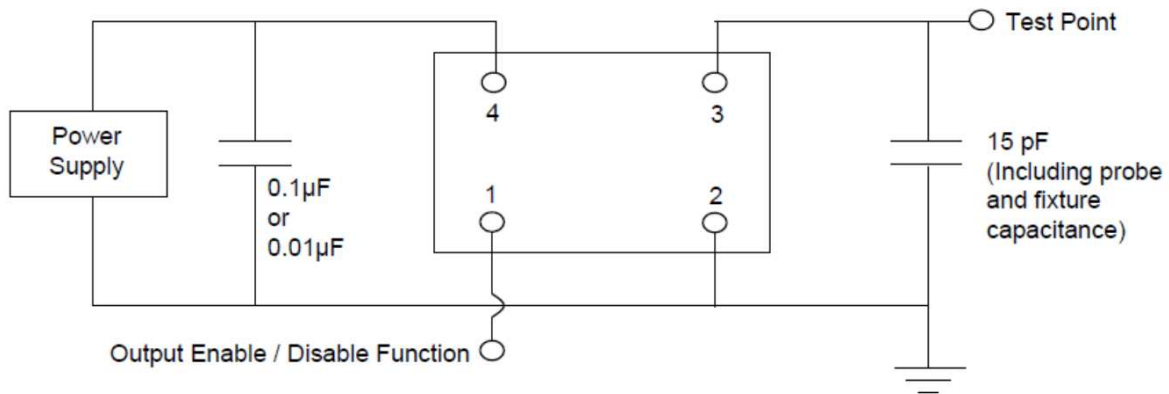 Test Point
Power
Supply
4
3
0.1µF
or
0.01µF
1
2
15 pF
(Including probe
and fixture
capacitance)
Output Enable / Disable Function